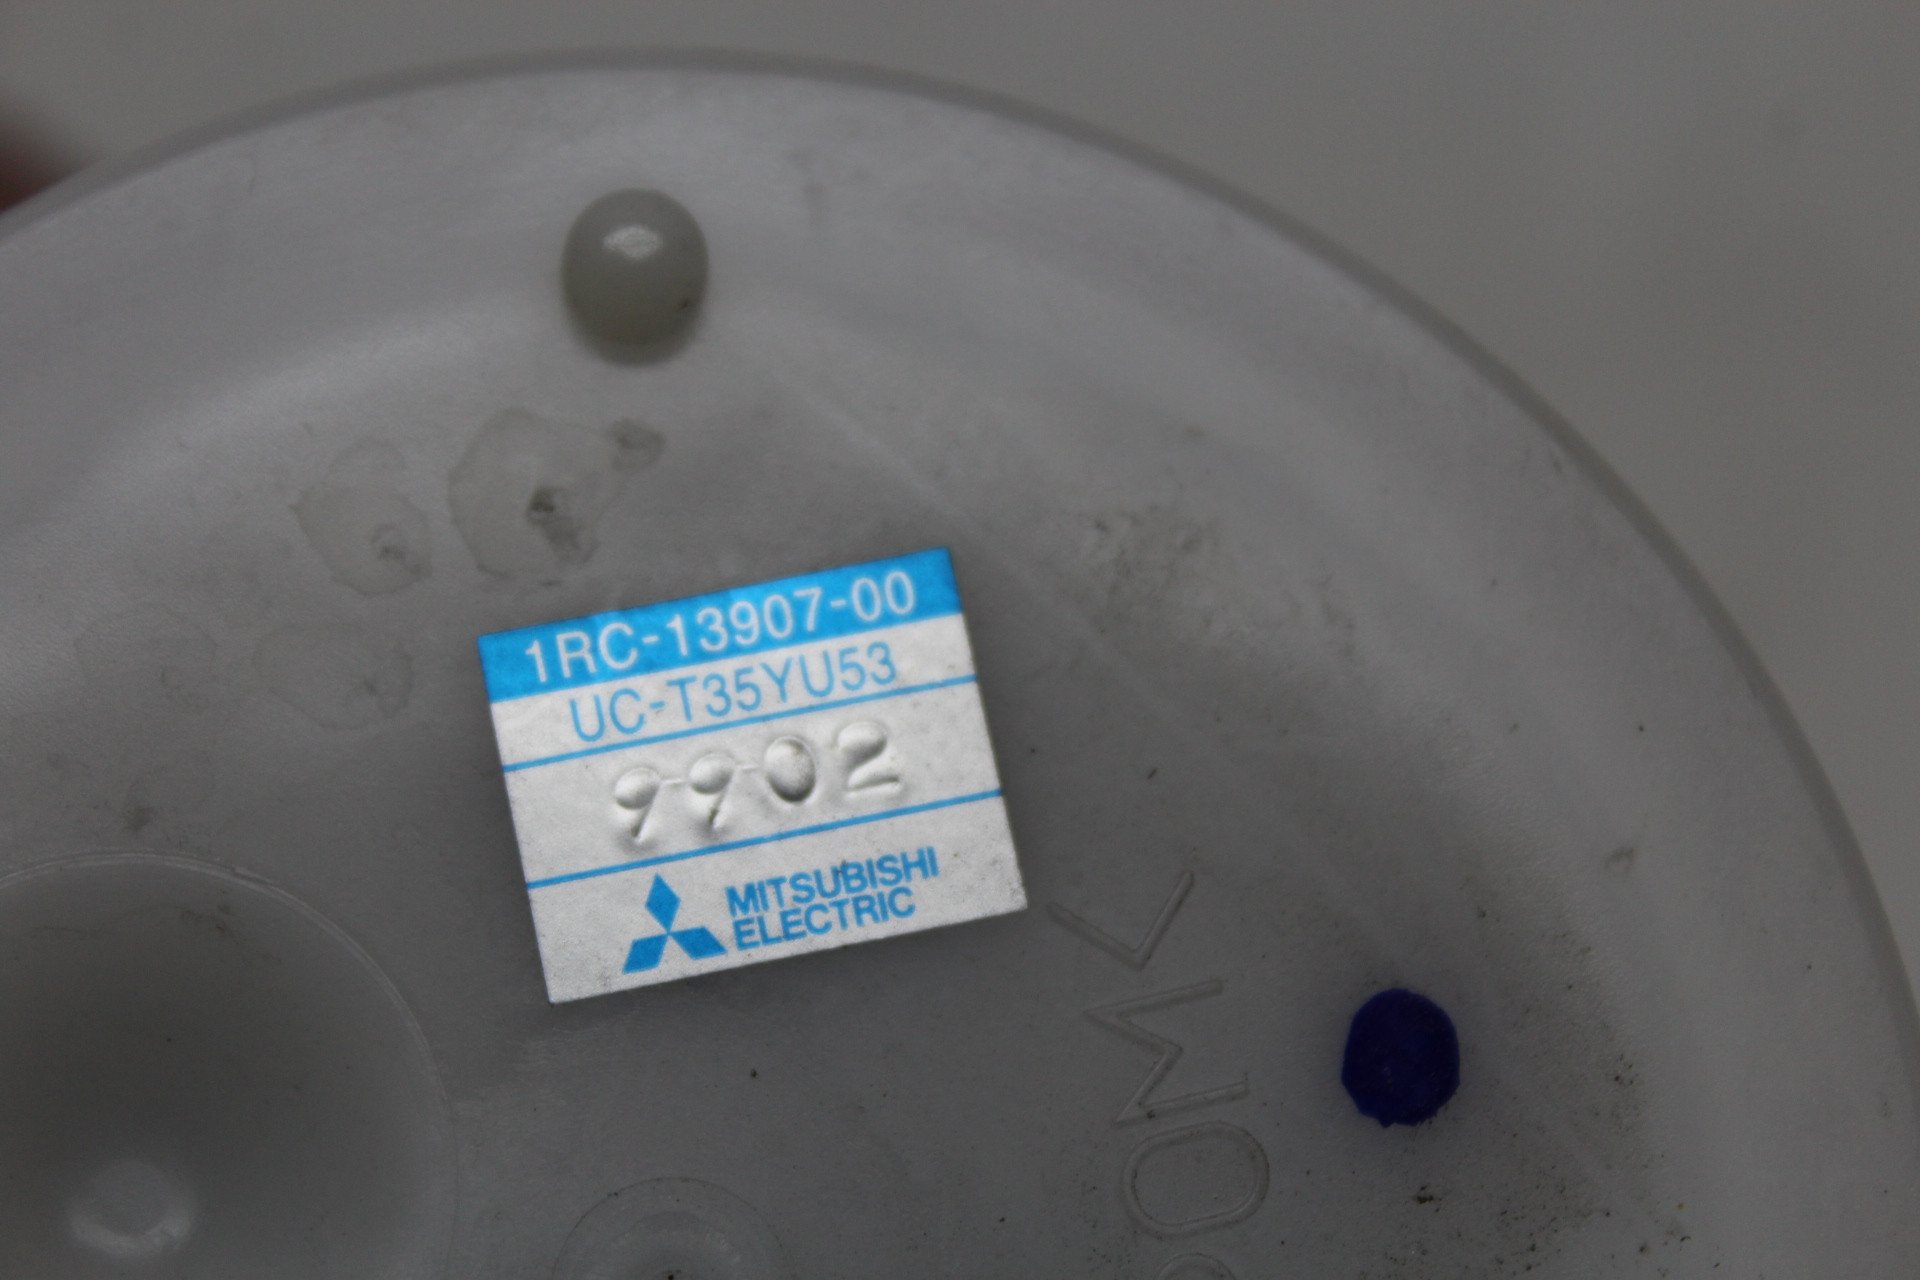 1RC-13907-00
UC-T35YU53
9902
MITSUBISHI
ELECTRIC